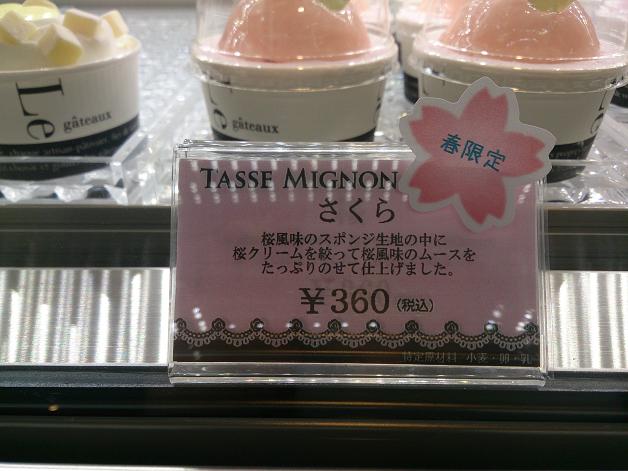 Le
gâteaux
gâteaux
春限定
TASSE MIGNON
さくら
桜風味のスポンジ生地の中に
桜クリームを絞って桜風味のムースを
たっぷりのせて仕上げました。
￥360(税込)
特定原材料 小麦・卵・乳